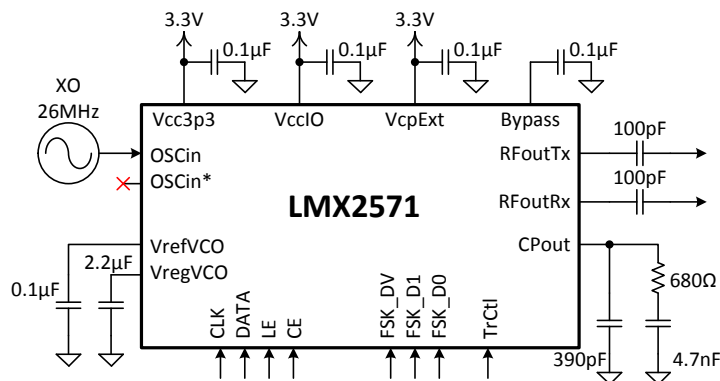 3.3V
3.3V
3.3V
0.1µF
0.1µF
0.1µF
0.1µF
XO
26MHz
Vcc3p3
VccIO
VcpExt
Bypass
100pF
OSCin
RFoutTx
OSCin*
100pF
LMX2571
RFoutRx
VrefVCO
CPout
VregVCO
2.2µF
0.1µF
680Ω
CLK
DATA
LE
CE
FSK_DV
FSK_D1
FSK_D0
TrCtl
390pF
4.7nF